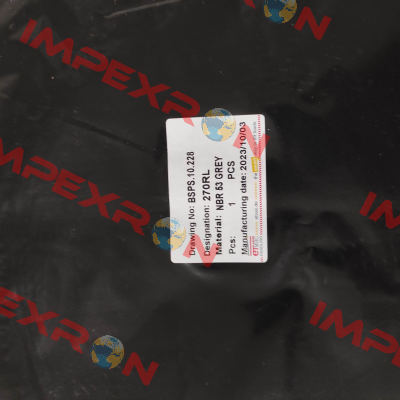 Drawing No: BSPS.10.228
Designation: 270RL
Material: NBR 53 GREY
Pcs: 1 PCS
Manufacturing date: 2023/10/03
IMPEXRON
IMPEXRON
IMPEXRON
IMPEXRON
IMPEXRON